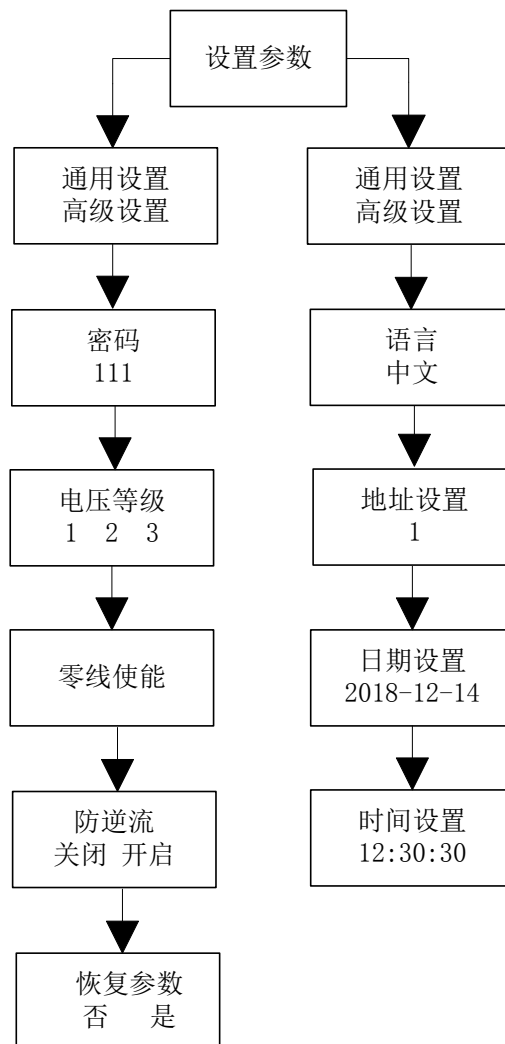 设置参数
通用设置
高级设置
密码
111
电压等级
1 2 3
零线使能
防逆流
关闭 开启
恢复参数
否 是
通用设置
高级设置
语言
中文
地址设置
1
日期设置
2018-12-14
时间设置
12:30:30